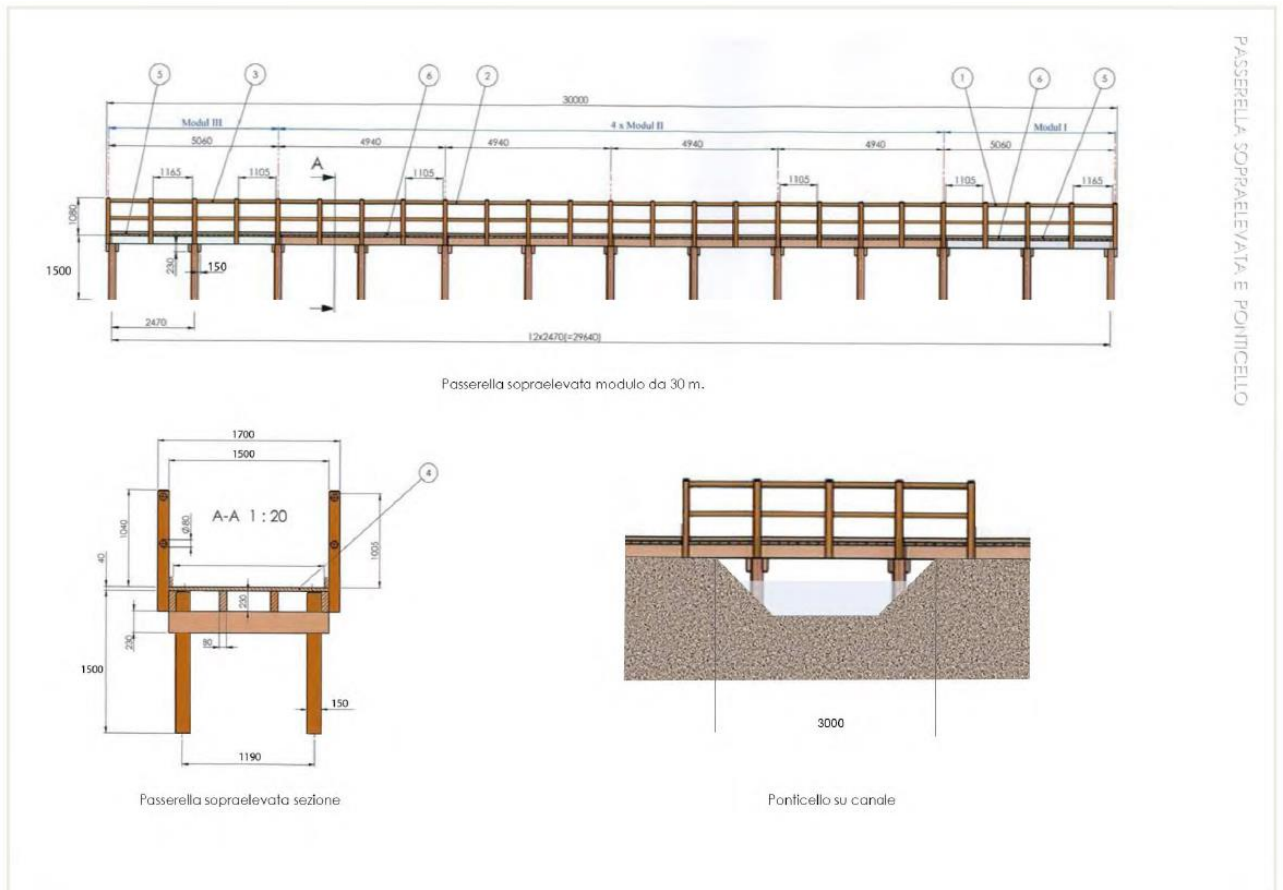 PASSERELLA SOPRAELEVATA E PONTICELLO
5 3 6 2 1 6 5
30000
Modul III 4 x Modul II Modul I
5060 4940 4940 4940 4940 5060
A
1165 1105 1105 1105 1105 1165
1080
1500
230
150
2470
12x2470(=29640)
Passerella sopraelevata modulo da 30 m.
1700
1500
4
A-A 1 : 20
1040
Ø80
1005
40
210
230
90
1500
150
1190
3000
Passerella sopraelevata sezione
Ponticello su canale